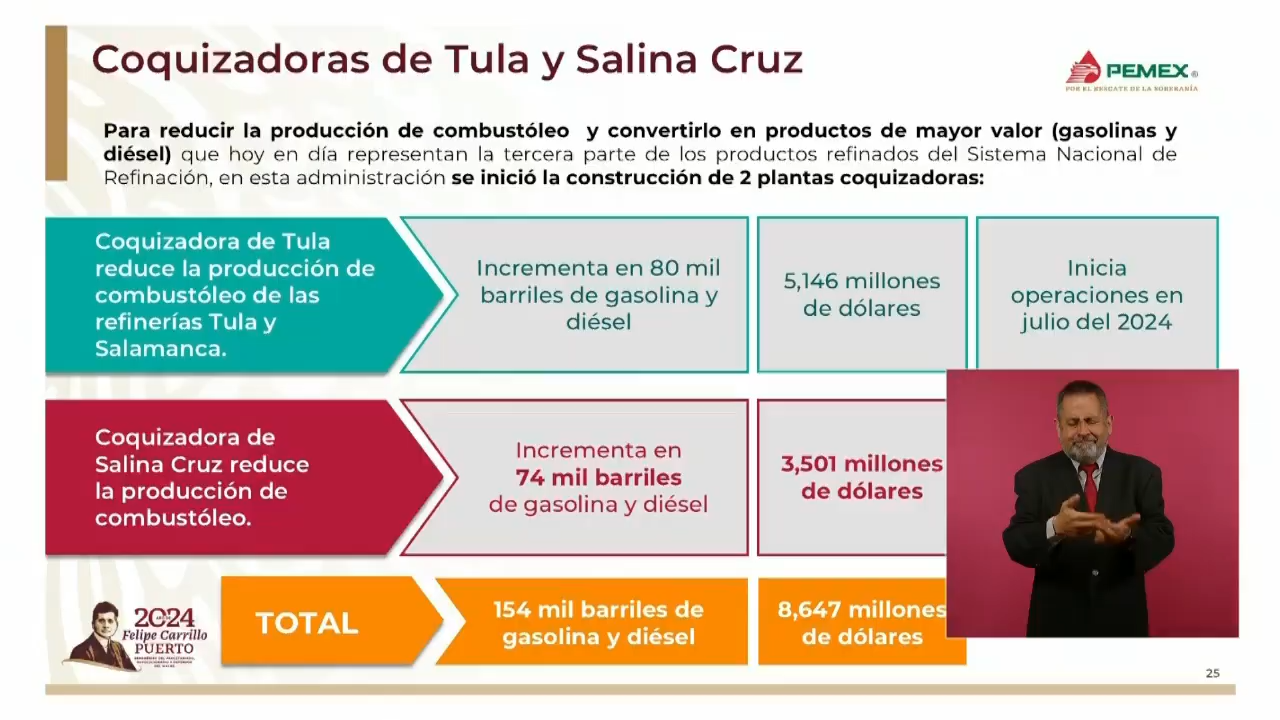 Coquizadoras de Tula y Salina Cruz
PEMEX®
POR EL RESCATE DE LA SOBERANÍA
Para reducir la producción de combustóleo y convertirlo en productos de mayor valor (gasolinas y
diésel) que hoy en día representan la tercera parte de los productos refinados del Sistema Nacional de
Refinación, en esta administración se inició la construcción de 2 plantas coquizadoras:
Coquizadora de Tula
reduce la producción de
combustóleo de las
refinerías Tula y
Salamanca.
Incrementa en 80 mil
barriles de gasolina y
diésel
5,146 millones
de dólares
Inicia
operaciones en
julio del 2024
Coquizadora de
Salina Cruz reduce
la producción de
combustóleo.
Incrementa en
74 mil barriles
de gasolina y diésel
3,501 millones
de dólares
TOTAL
154 mil barriles de
gasolina y diésel
8,647 millones
de dólares
2024
Felipe Carrillo
PUERTO
25